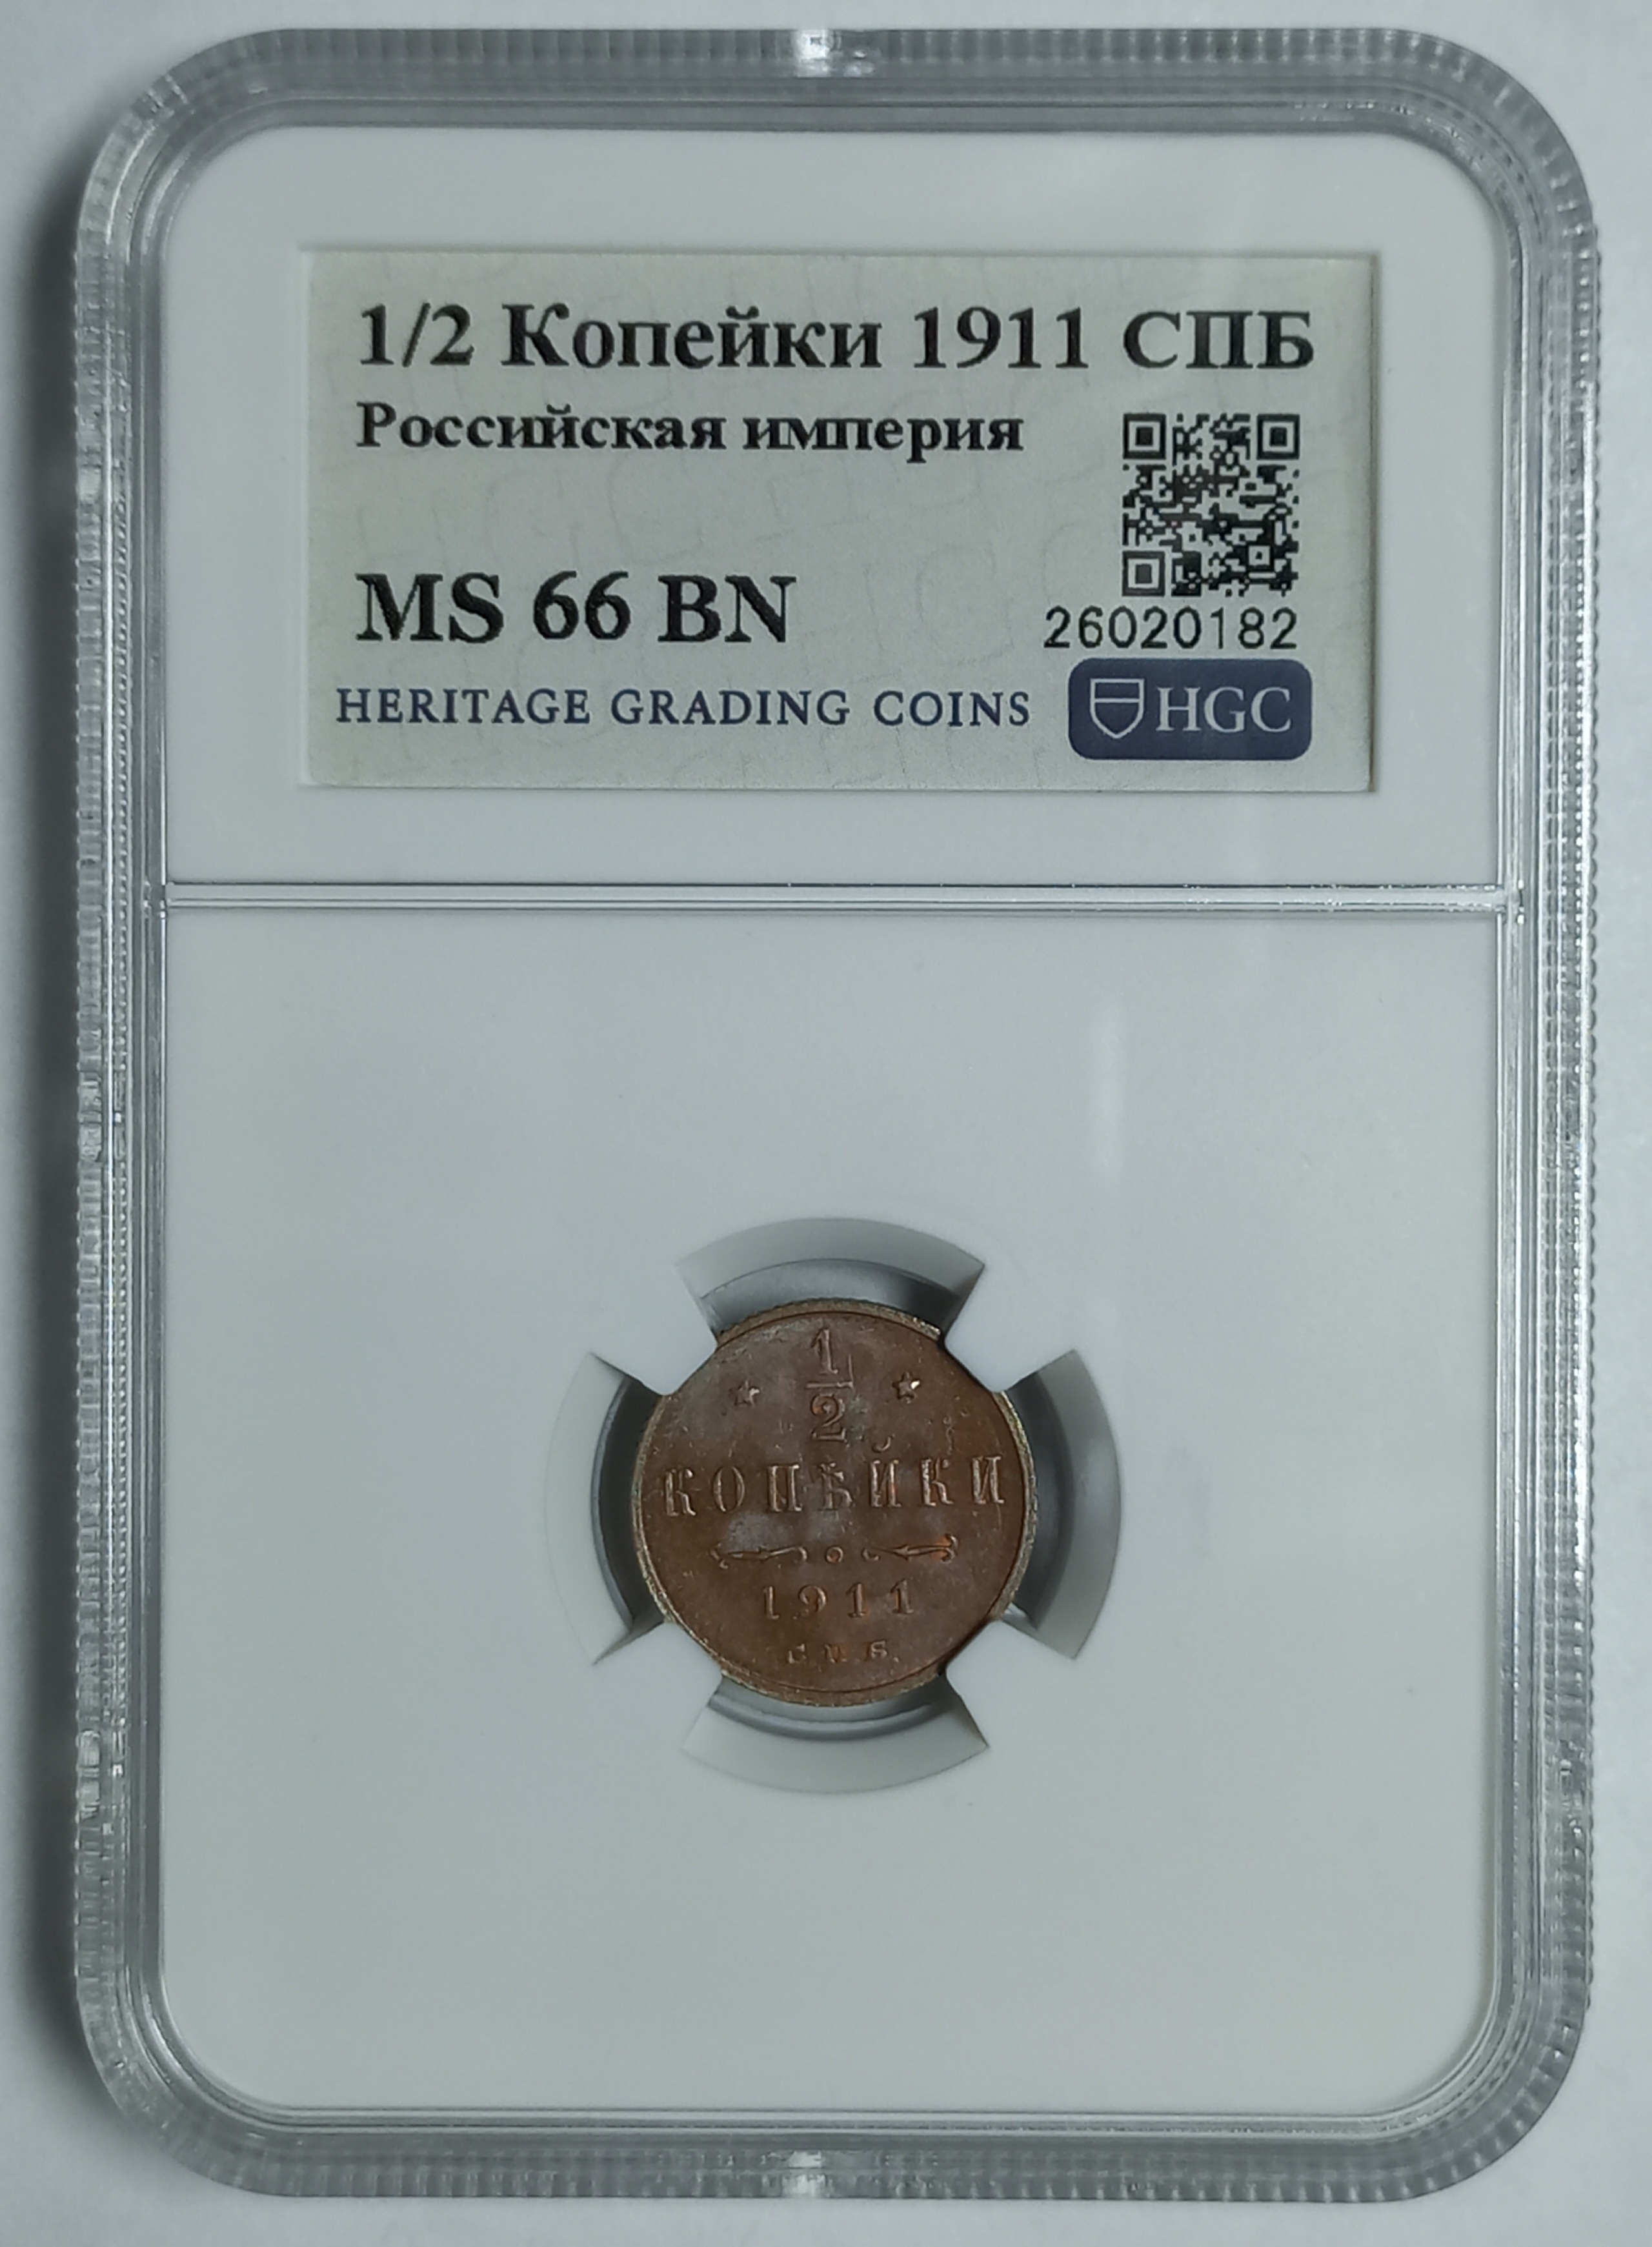 1/2 Копейки 1911 СПБ
Российская империя
MS 66 BN
26020182
HERITAGE GRADING COINS
HGC
1
2
КОПѢЙКИ
1911
С.П.Б.